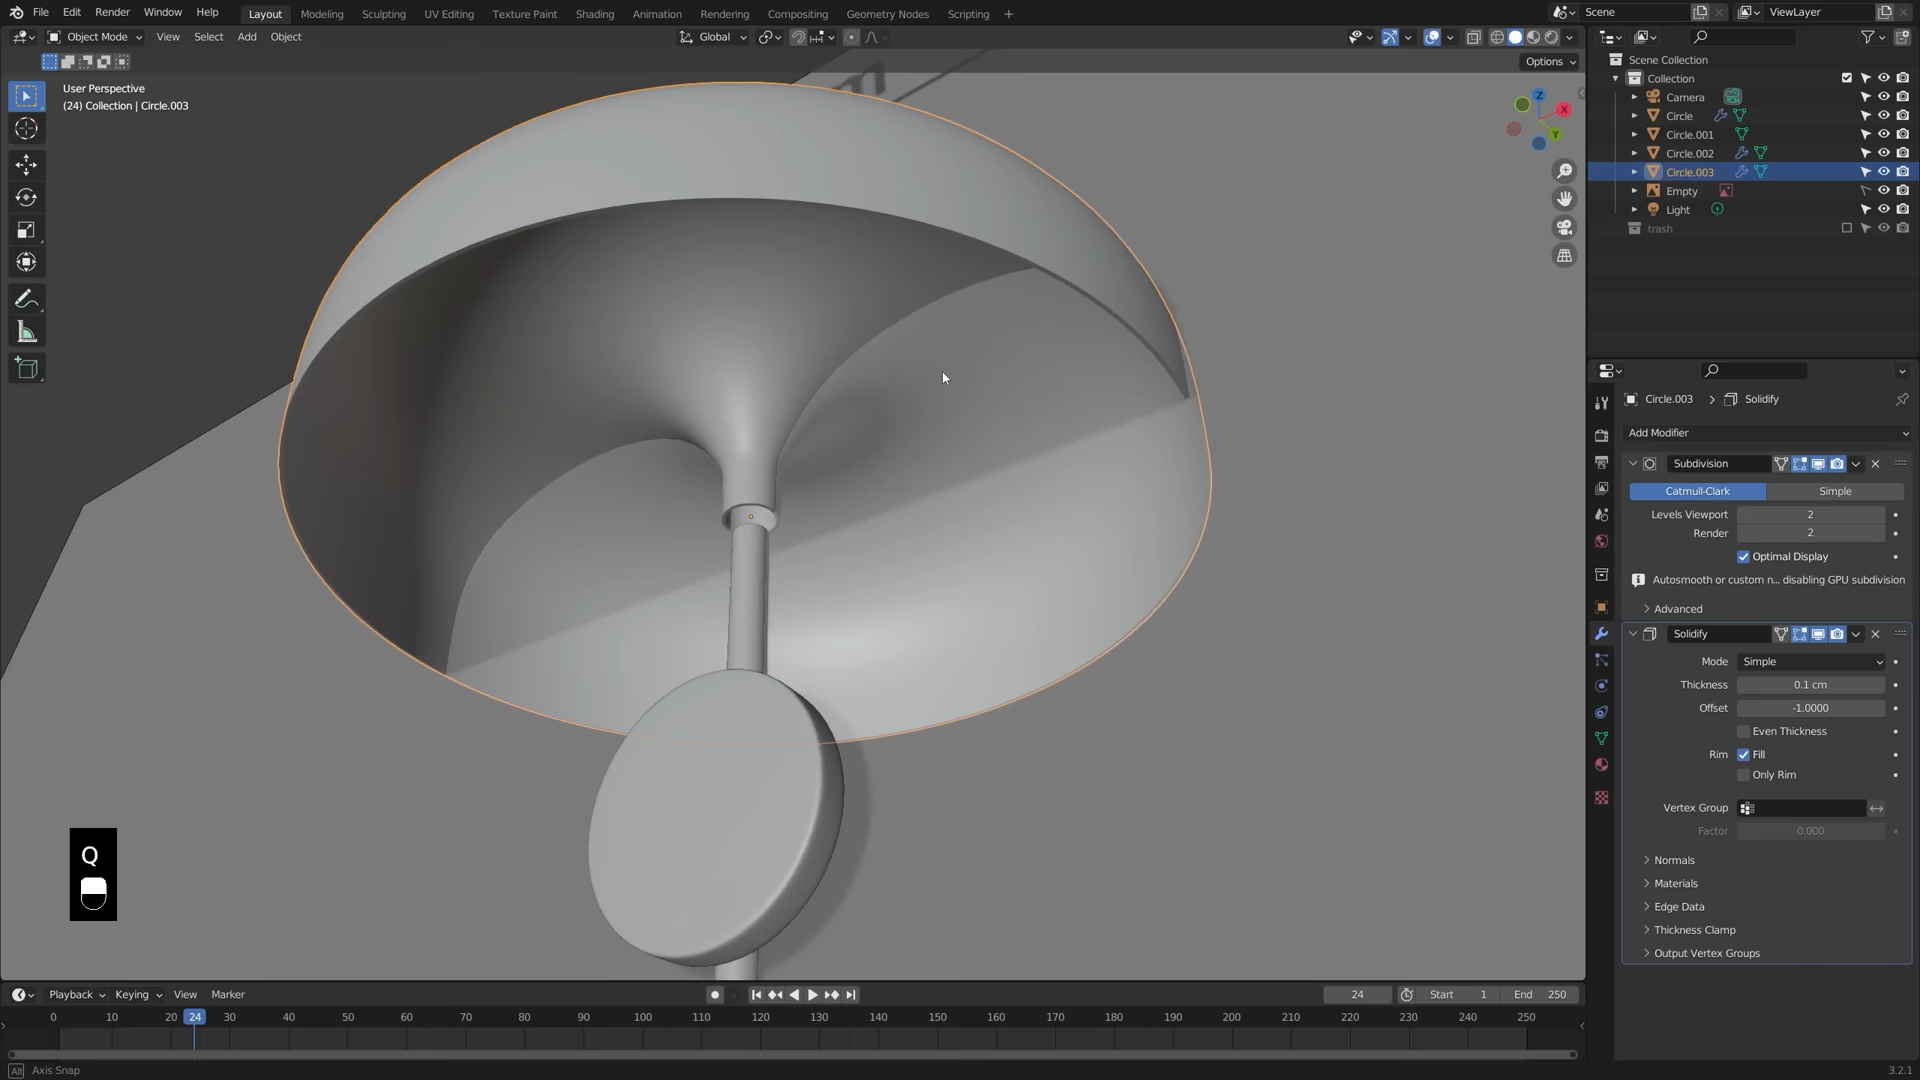 File Edit Render Window Help Layout Modeling Sculpting UV Editing Texture Paint Shading Animation Rendering Compositing Geometry Nodes Scripting + Scene ViewLayer
Object Mode View Select Add Object Global
Options
User Perspective
(24) Collection | Circle.003
Z
X
Y
Q
Scene Collection
Collection
Camera
Circle
Circle.001
Circle.002
Circle.003
Empty
Light
trash
Circle.003 > Solidify
Add Modifier
Subdivision
Catmull-Clark Simple
Levels Viewport 2
Render 2
Optimal Display
Autosmooth or custom n... disabling GPU subdivision
Advanced
Solidify
Mode Simple
Thickness 0.1 cm
Offset -1.0000
Even Thickness
Rim Fill
Only Rim
Vertex Group
Factor 0.000
Normals
Materials
Edge Data
Thickness Clamp
Output Vertex Groups
Playback Keying View Marker 24 Start 1 End 250
0 10 20 24 30 40 50 60 70 80 90 100 110 120 130 140 150 160 170 180 190 200 210 220 230 240 250
Alt Axis Snap 3.2.1